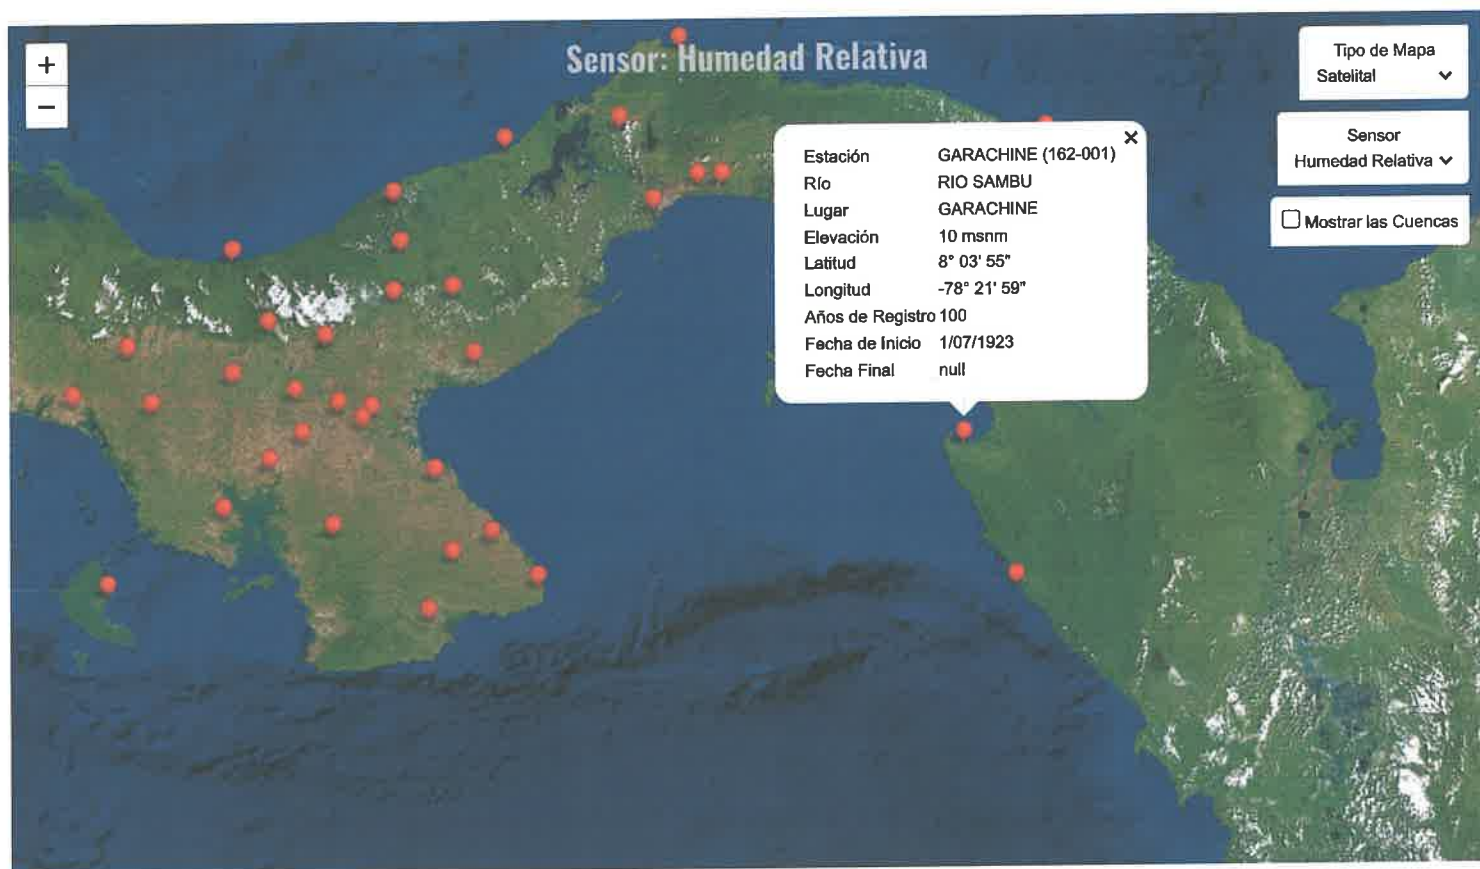 +
−
Sensor: Humedad Relativa
Tipo de Mapa
Satelital
Sensor
Humedad Relativa
Mostrar las Cuencas
×
Estación GARACHINE (162-001)
Río RIO SAMBU
Lugar GARACHINE
Elevación 10 msnm
Latitud 8° 03' 55"
Longitud -78° 21' 59"
Años de Registro 100
Fecha de Inicio 1/07/1923
Fecha Final null